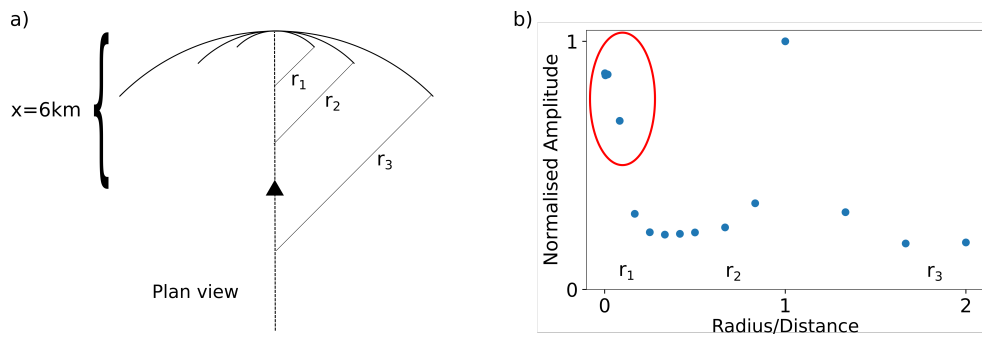 a)
x=6km
r1
r2
r3
Plan view
b)
Normalised Amplitude
1
0
r1
r2
r3
0
1
2
Radius/Distance